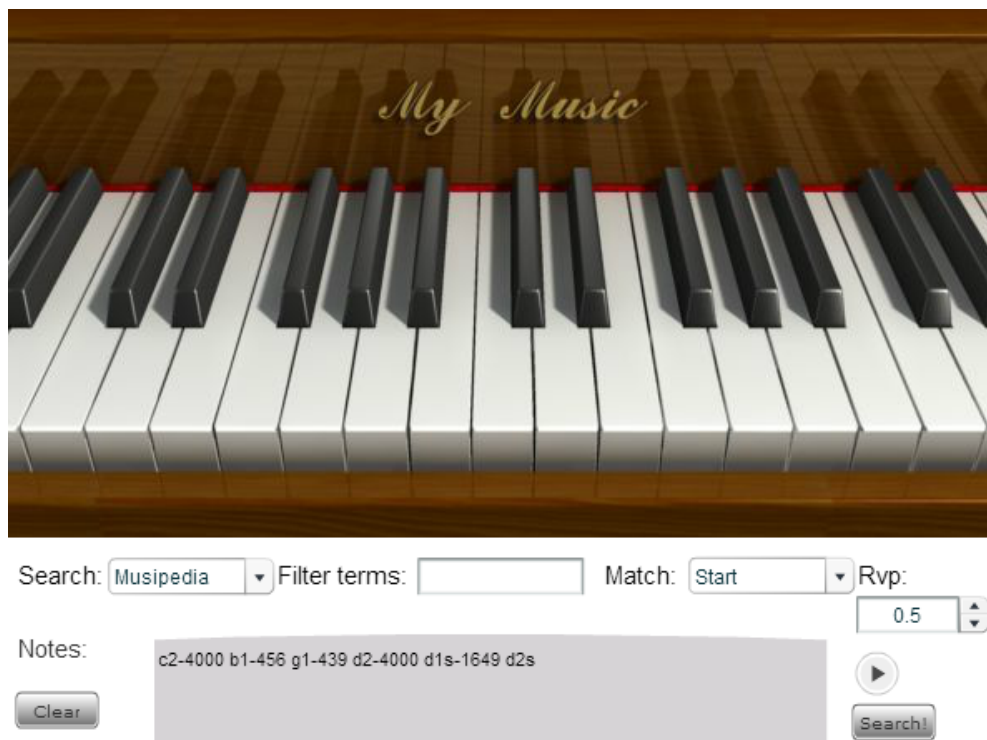 My Music
Search: Musipedia Filter terms: Match: Start Rvp:
0.5
Notes:
c2-4000 b1-456 g1-439 d2-4000 d1s-1649 d2s
Clear
Search!